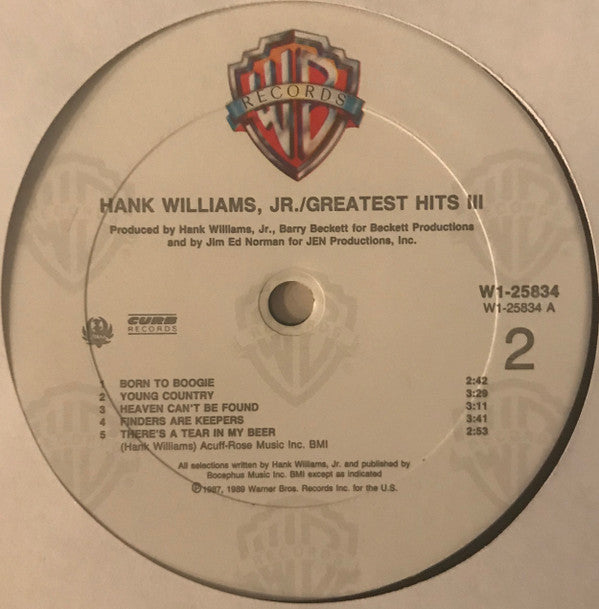 WB
RECORDS
HANK WILLIAMS, JR./GREATEST HITS III
Produced by Hank Williams, Jr., Barry Beckett for Beckett Productions
and by Jim Ed Norman for JEN Productions, Inc.
W1-25834
W1-25834 A
CURB
RECORDS
2
1 BORN TO BOOGIE 2:42
2 YOUNG COUNTRY 3:29
3 HEAVEN CAN'T BE FOUND 3:11
4 FINDERS ARE KEEPERS 3:41
5 THERE'S A TEAR IN MY BEER 2:53
(Hank Williams) Acuff-Rose Music Inc. BMI
All selections written by Hank Williams, Jr. and published by
Bocephus Music Inc. BMI except as indicated
℗1987, 1989 Warner Bros. Records Inc. for the U.S.